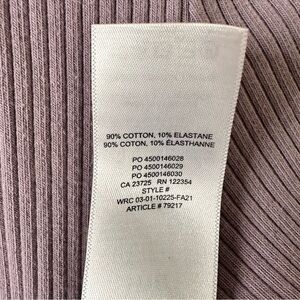 90% COTTON, 10% ELASTANE
90% COTON, 10% ÉLASTHANNE
PO 4500146028
PO 4500146029
PO 4500146030
CA 23725 RN 122354
STYLE #
WRC 03-01-10225-FA21
ARTICLE # 79217